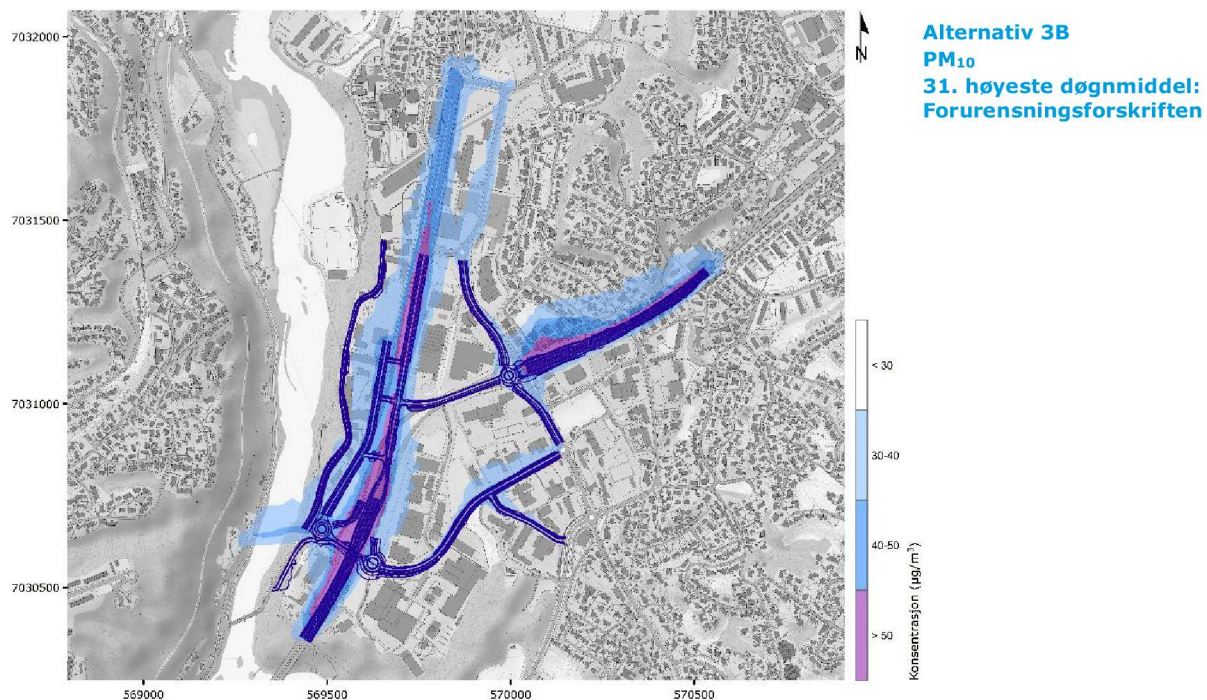 Alternativ 3B
PM₁₀
31. høyeste døgnmiddel:
Forurensningsforskriften
N
7032000
7031500
7031000
7030500
569000
569500
570000
570500
< 30
30-40
40-50
> 50
Konsentrasjon (µg/m³)